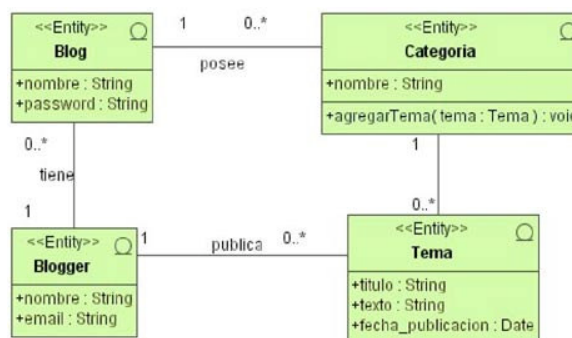 <<Entity>>
Blog
+nombre : String
+password : String
1
0..*
posee
<<Entity>>
Categoria
+nombre : String
+agregarTema( tema : Tema ) : voi
0..*
tiene
1
1
0..*
<<Entity>>
Blogger
+nombre : String
+email : String
1
publica
0..*
<<Entity>>
Tema
+titulo : String
+texto : String
+fecha_publicacion : Date